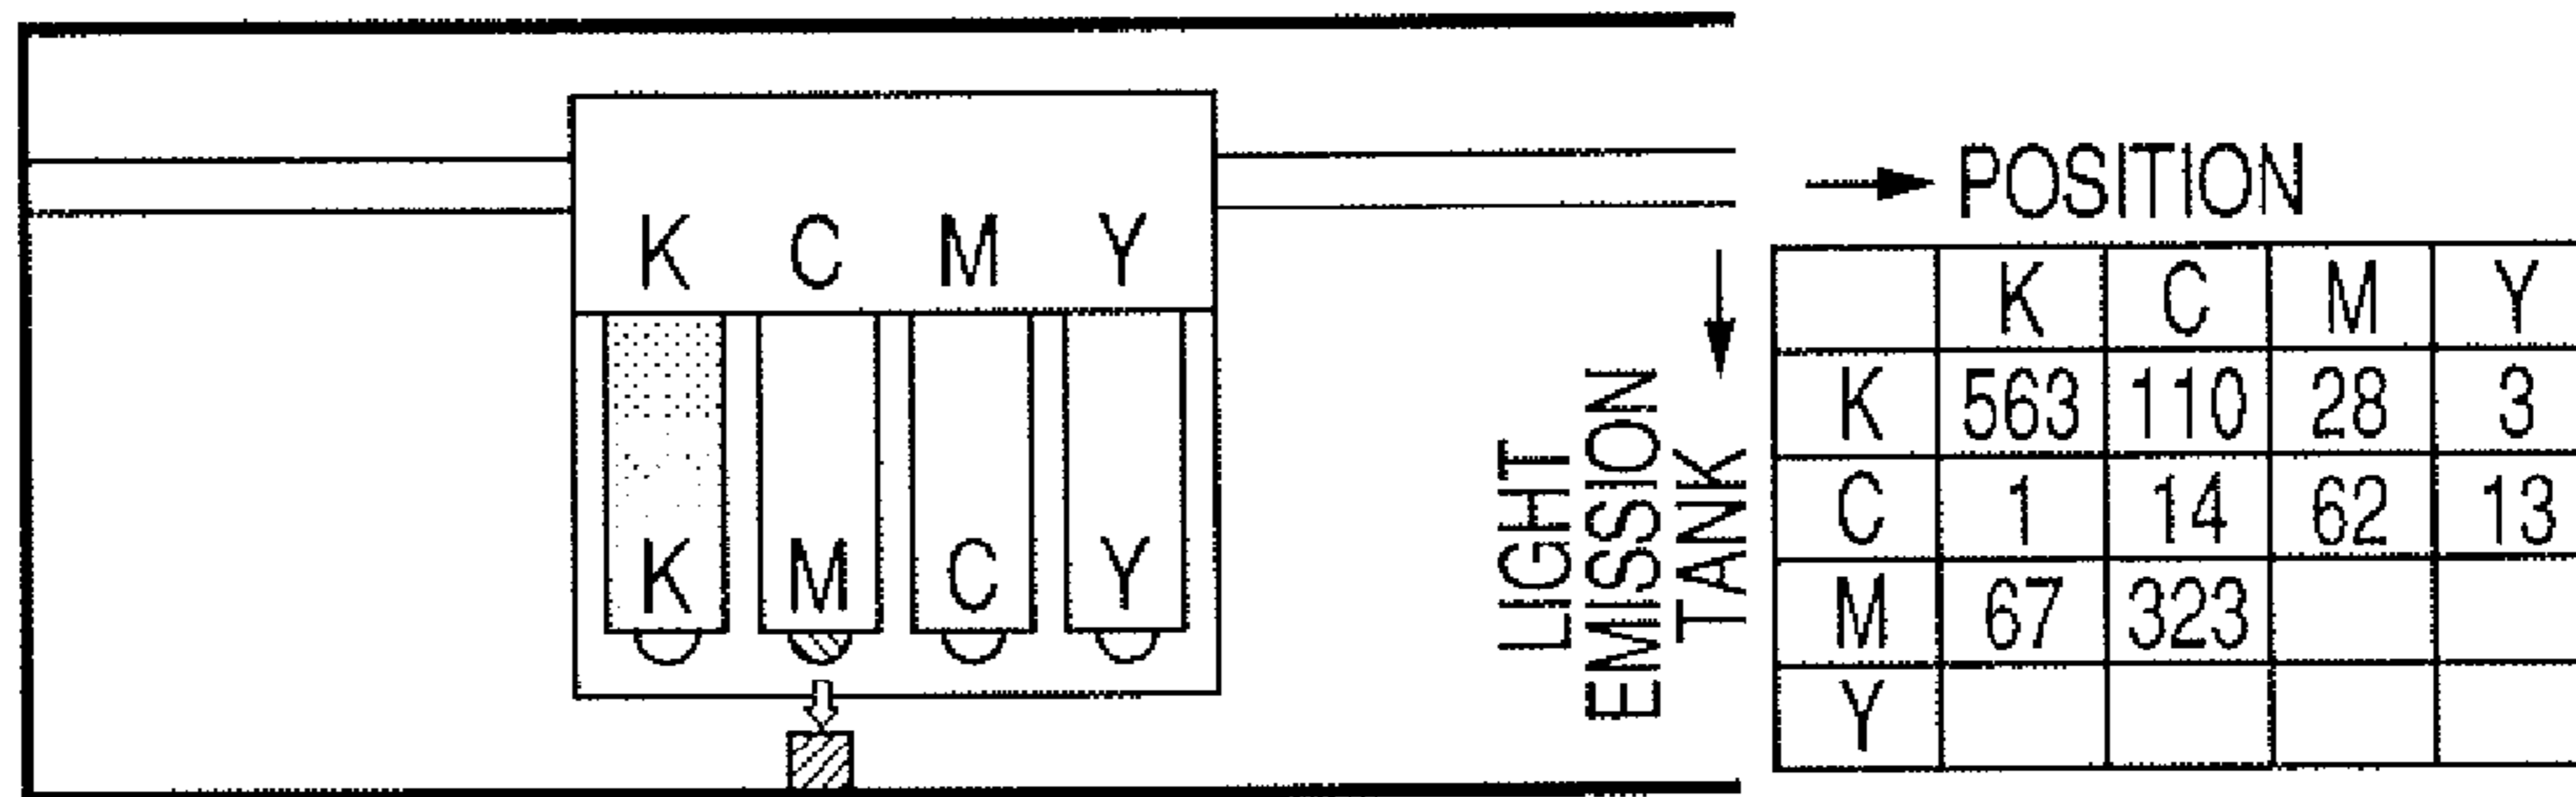 K C M Y
K M C Y
POSITION
LIGHT
EMISSION
TANK
K C M Y
K 563 110 28 3
C 1 14 62 13
M 67 323
Y